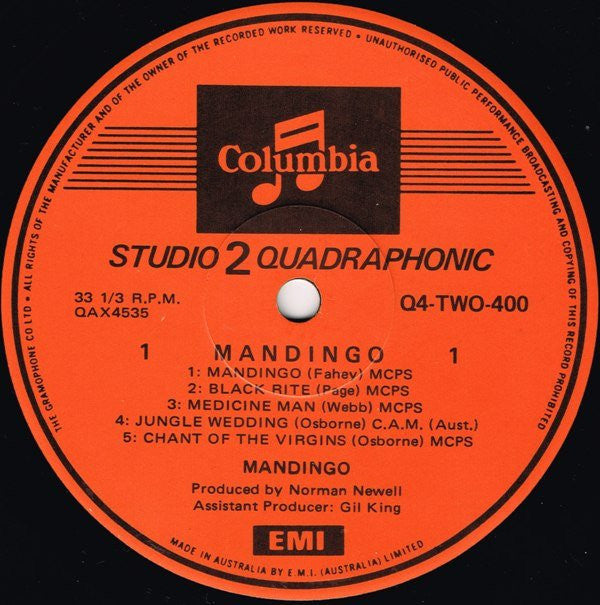 THE GRAMOPHONE CO LTD • ALL RIGHTS OF THE MANUFACTURER AND OF THE OWNER OF THE RECORDED WORK RESERVED • UNAUTHORISED PUBLIC PERFORMANCE BROADCASTING AND COPYING OF THIS RECORD PROHIBITED
Columbia
STUDIO 2 QUADRAPHONIC
33 1/3 R.P.M.
QAX4535
Q4-TWO-400
1 MANDINGO 1
1: MANDINGO (Fahey) MCPS
2: BLACK RITE (Page) MCPS
3: MEDICINE MAN (Webb) MCPS
4: JUNGLE WEDDING (Osborne) C.A.M. (Aust.)
5: CHANT OF THE VIRGINS (Osborne) MCPS
MANDINGO
Produced by Norman Newell
Assistant Producer: Gil King
EMI
MADE IN AUSTRALIA BY E.M.I. (AUSTRALIA) LIMITED